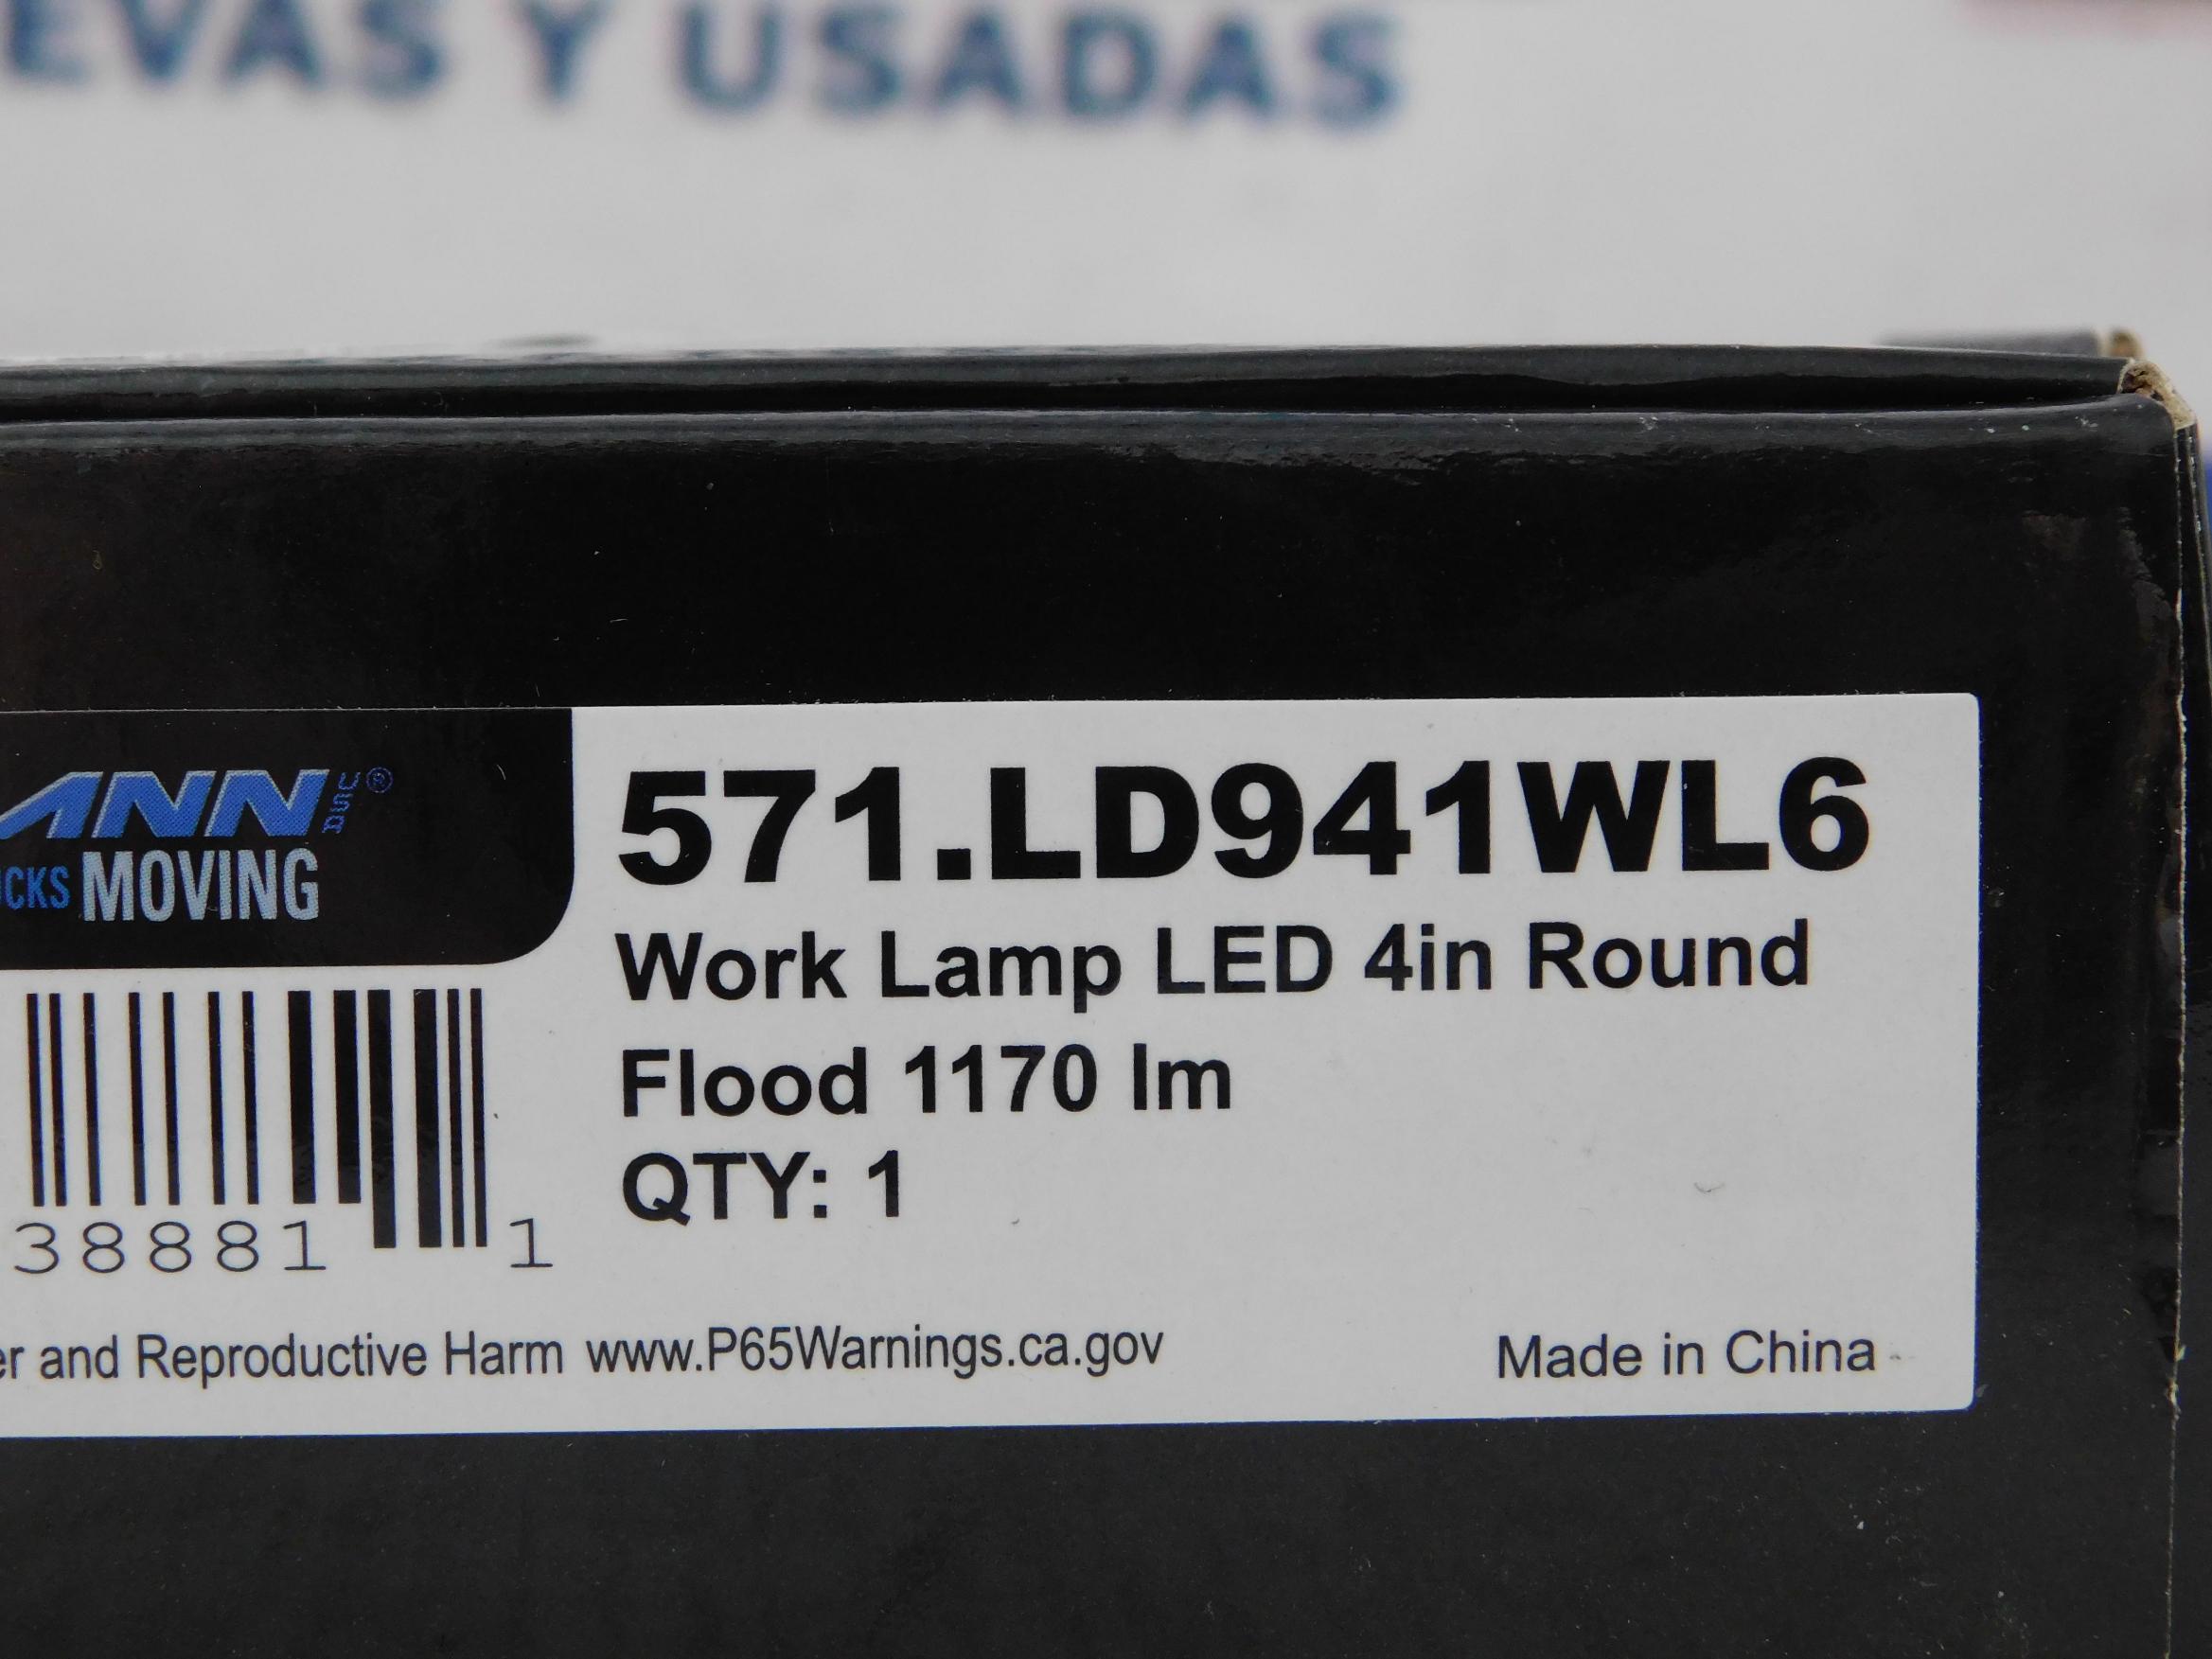 EVAS Y USADAS
ANN USA®
CKS MOVING
571.LD941WL6
Work Lamp LED 4in Round
Flood 1170 lm
QTY: 1
38881 1
er and Reproductive Harm www.P65Warnings.ca.gov
Made in China